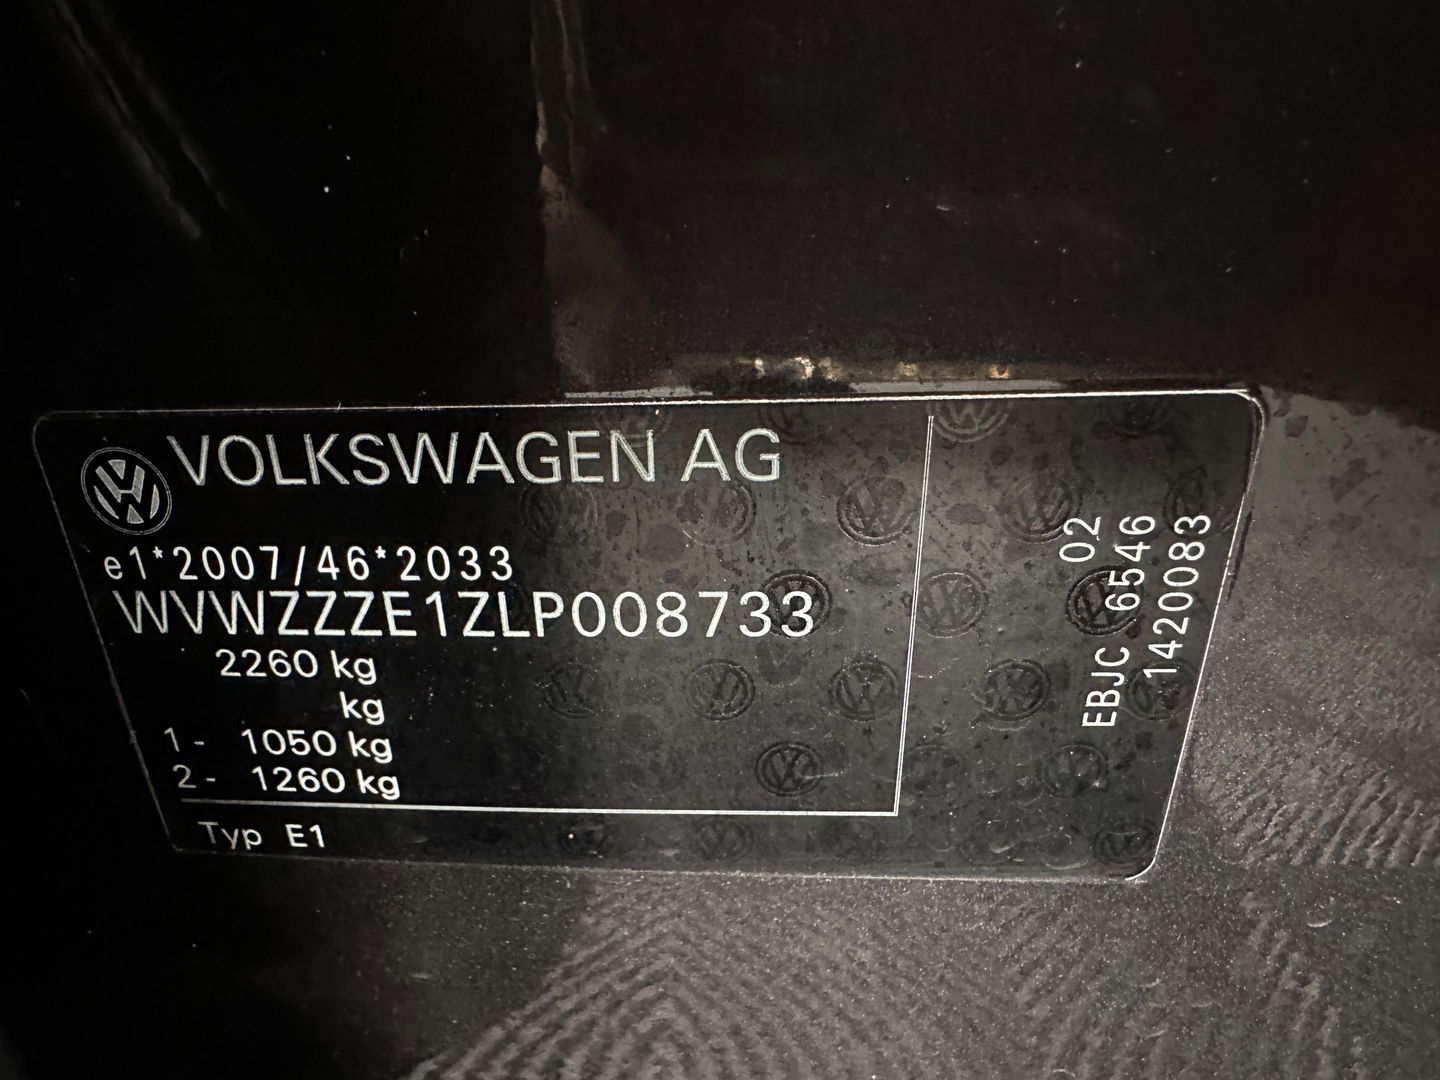 VOLKSWAGEN AG
e1*2007/46*2033
WVWZZZE1ZLP008733
2260 kg
kg
1- 1050 kg
2- 1260 kg
Typ E1
02
EBJC 6546
1420083